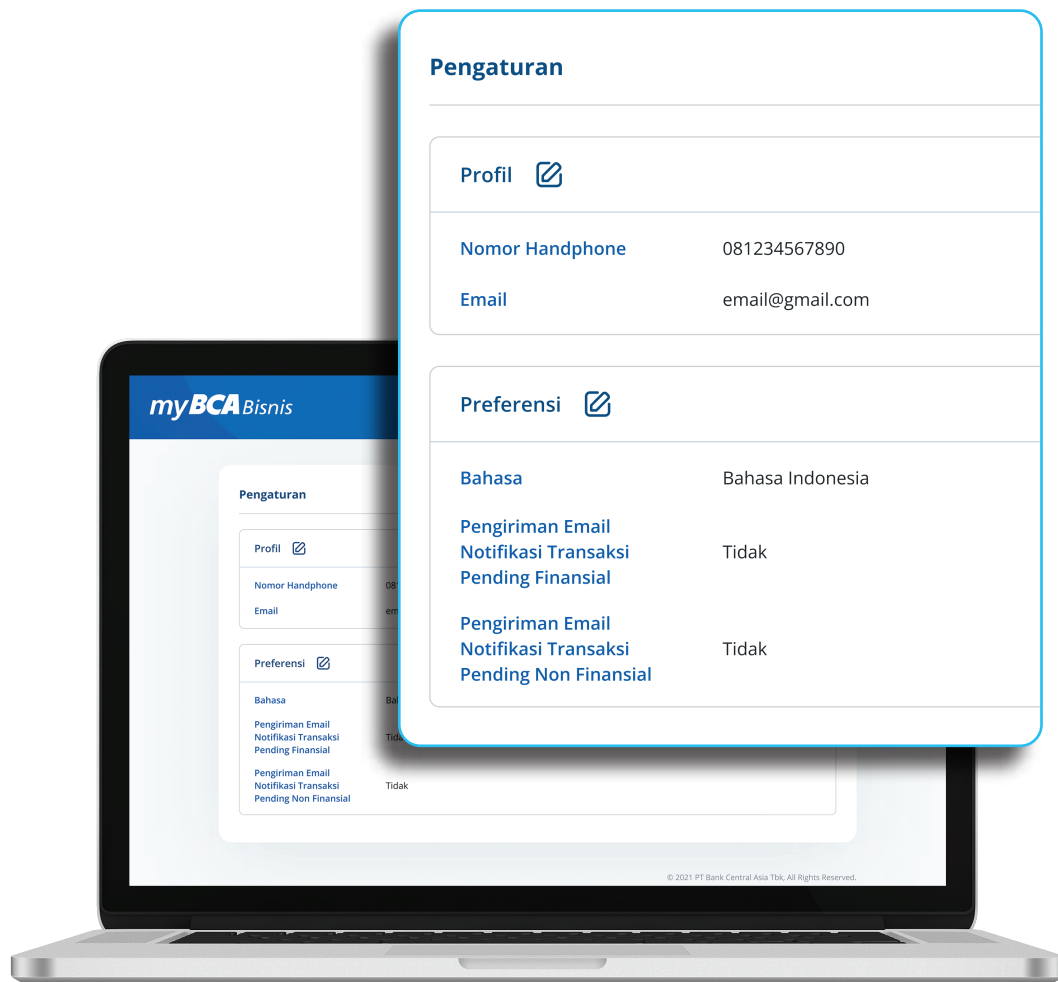 Pengaturan
Profil
Nomor Handphone 081234567890
Email email@gmail.com
Preferensi
Bahasa Bahasa Indonesia
Pengiriman Email
Notifikasi Transaksi Tidak
Pending Finansial
Pengiriman Email
Notifikasi Transaksi Tidak
Pending Non Finansial
myBCA Bisnis
Pengaturan
Profil
Nomor Handphone
Email
Preferensi
Bahasa
Pengiriman Email
Notifikasi Transaksi
Pending Finansial
Pengiriman Email
Notifikasi Transaksi Tidak
Pending Non Finansial
© 2021 PT Bank Central Asia Tbk, All Rights Reserved.